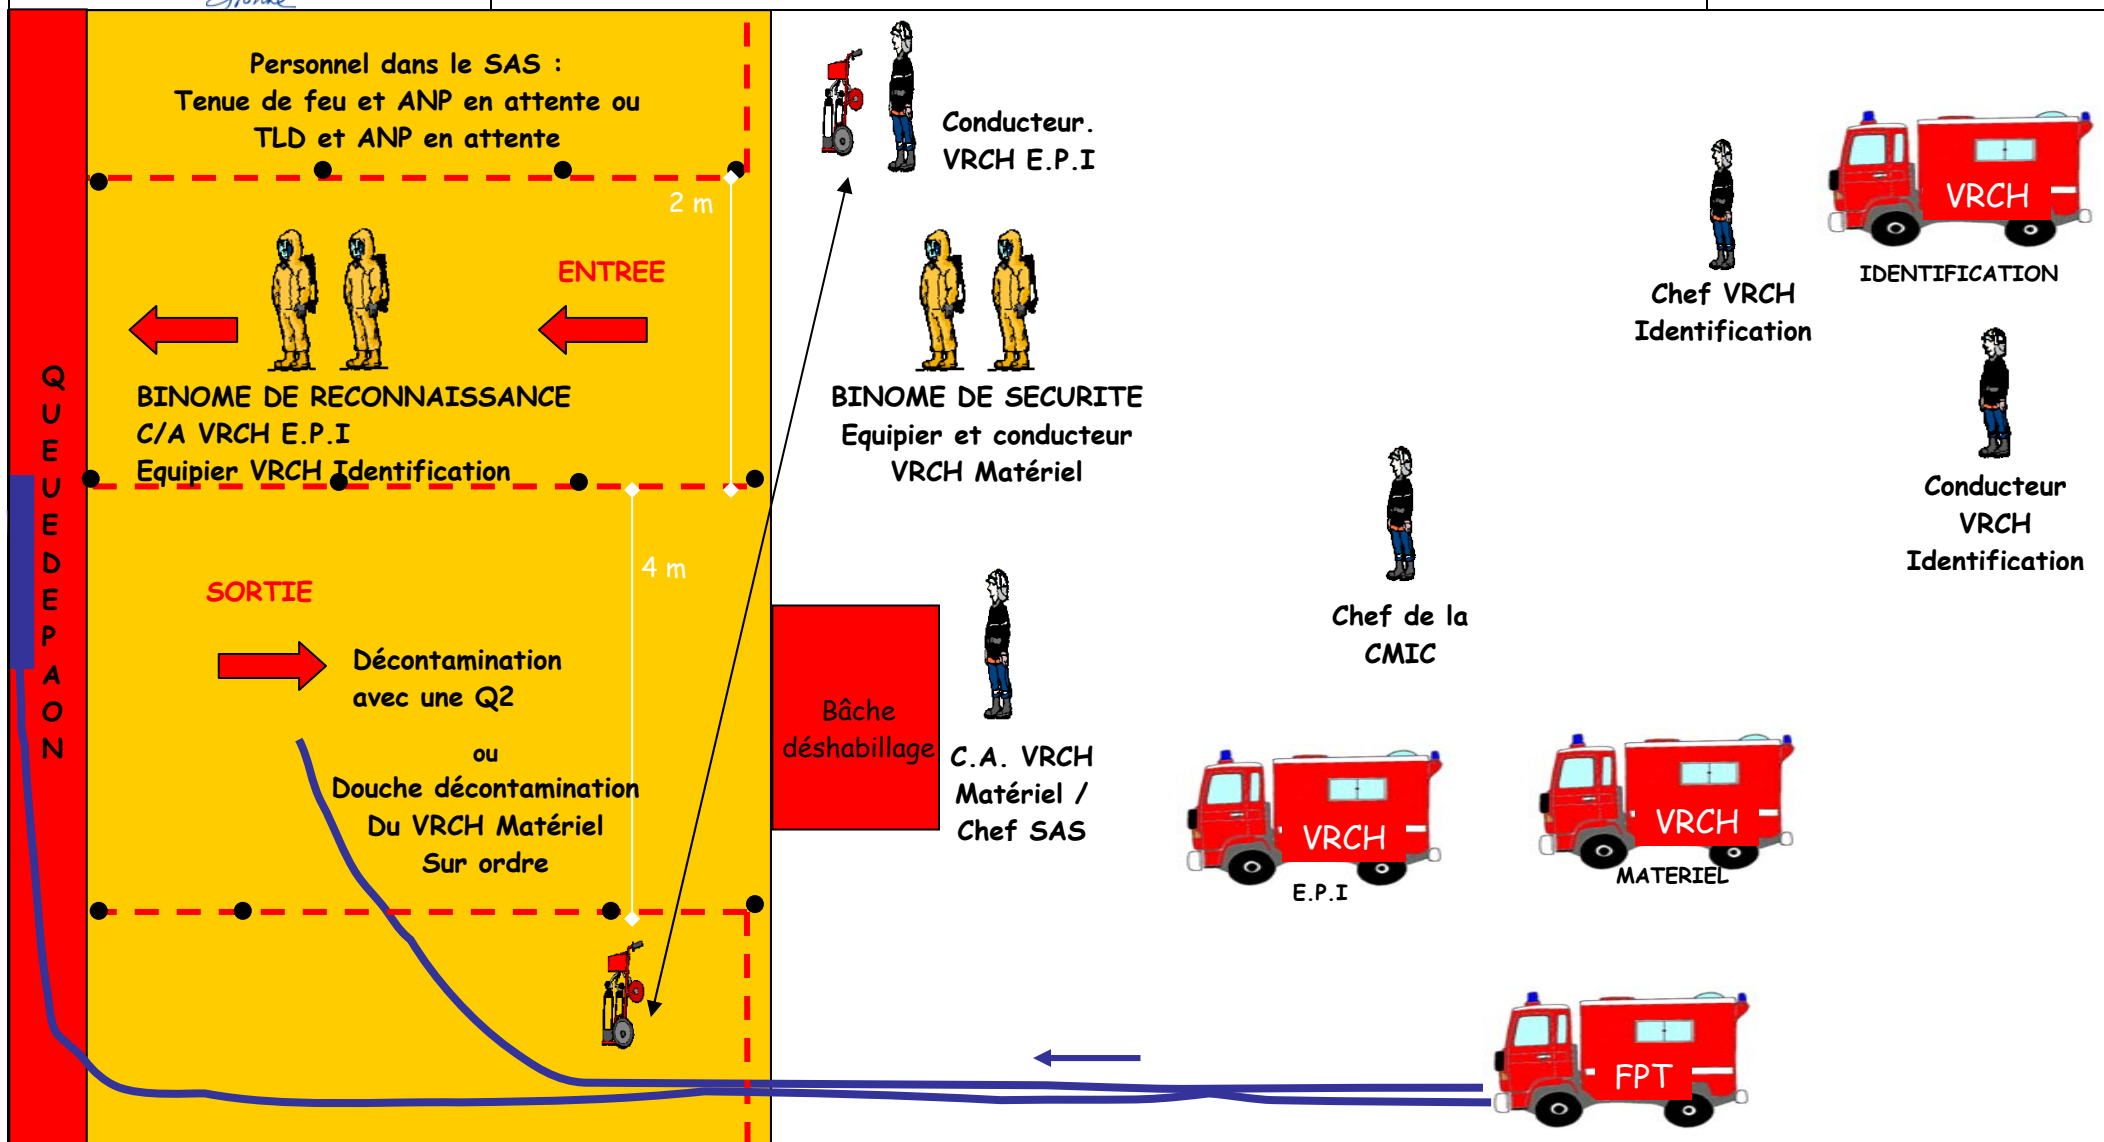 Yvonne
Personnel dans le SAS :
Tenue de feu et ANP en attente ou
TLD et ANP en attente
2 m
ENTREE
BINOME DE RECONNAISSANCE
C/A VRCH E.P.I
Equipier VRCH Identification
QUEUE DE PAON
4 m
SORTIE
Décontamination
avec une Q2
ou
Douche décontamination
Du VRCH Matériel
Sur ordre
Conducteur.
VRCH E.P.I
BINOME DE SECURITE
Equipier et conducteur
VRCH Matériel
Bâche
déshabillage
C.A. VRCH
Matériel /
Chef SAS
Chef VRCH
Identification
VRCH
IDENTIFICATION
Conducteur
VRCH
Identification
Chef de la
CMIC
VRCH
E.P.I
VRCH
MATERIEL
FPT